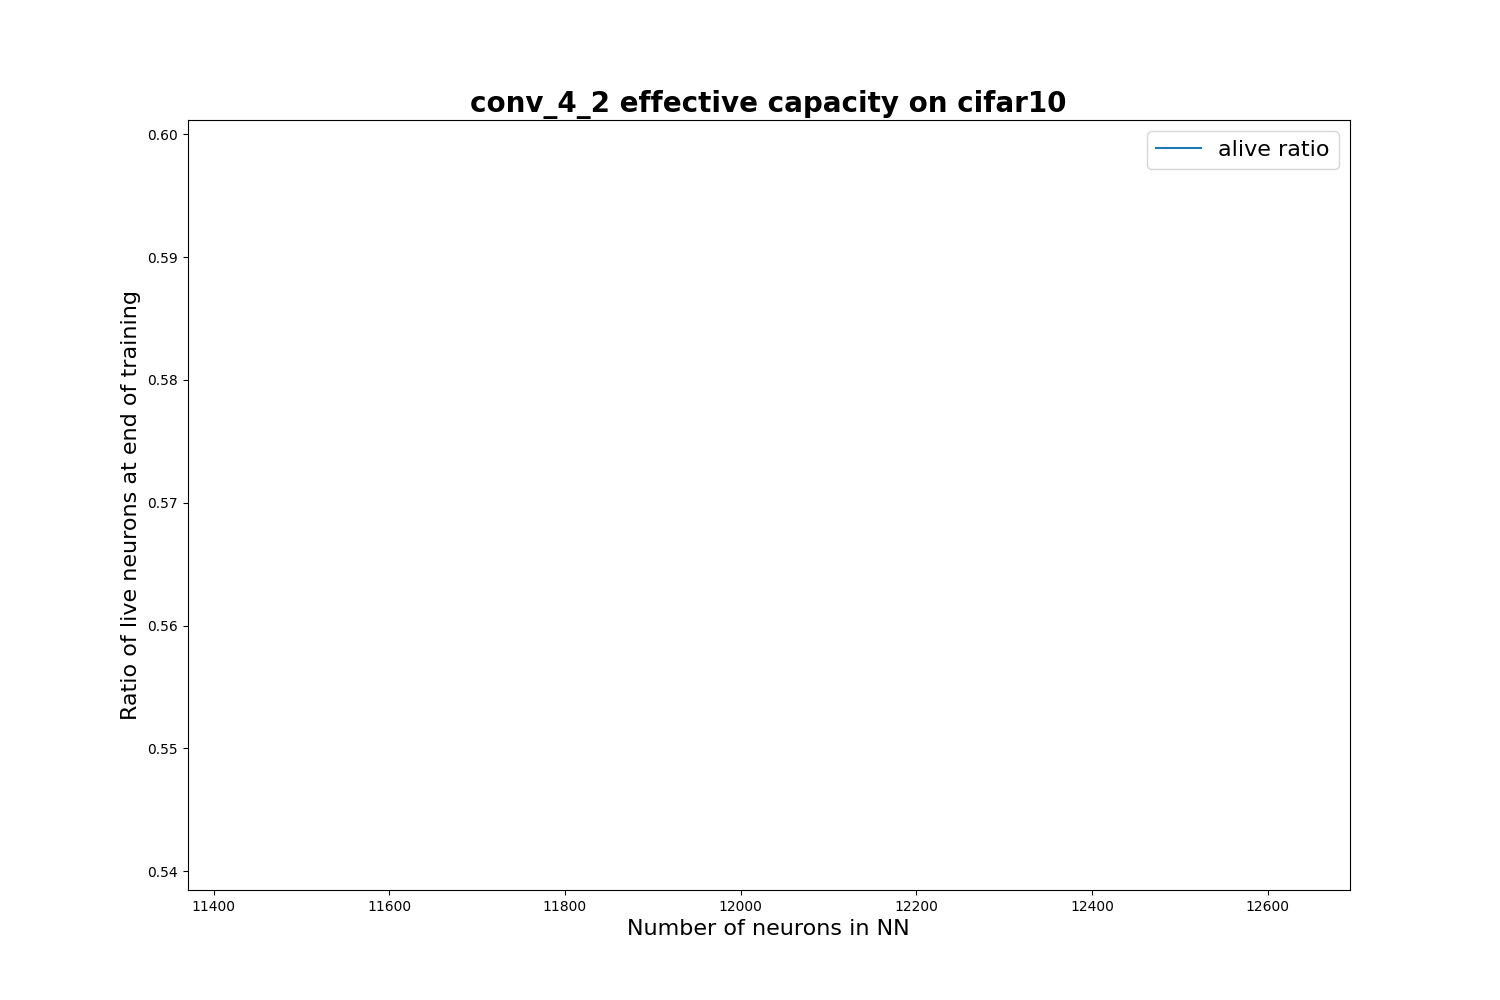 conv_4_2 effective capacity on cifar10
alive ratio
Ratio of live neurons at end of training
0.60
0.59
0.58
0.57
0.56
0.55
0.54
11400 11600 11800 12000 12200 12400 12600
Number of neurons in NN